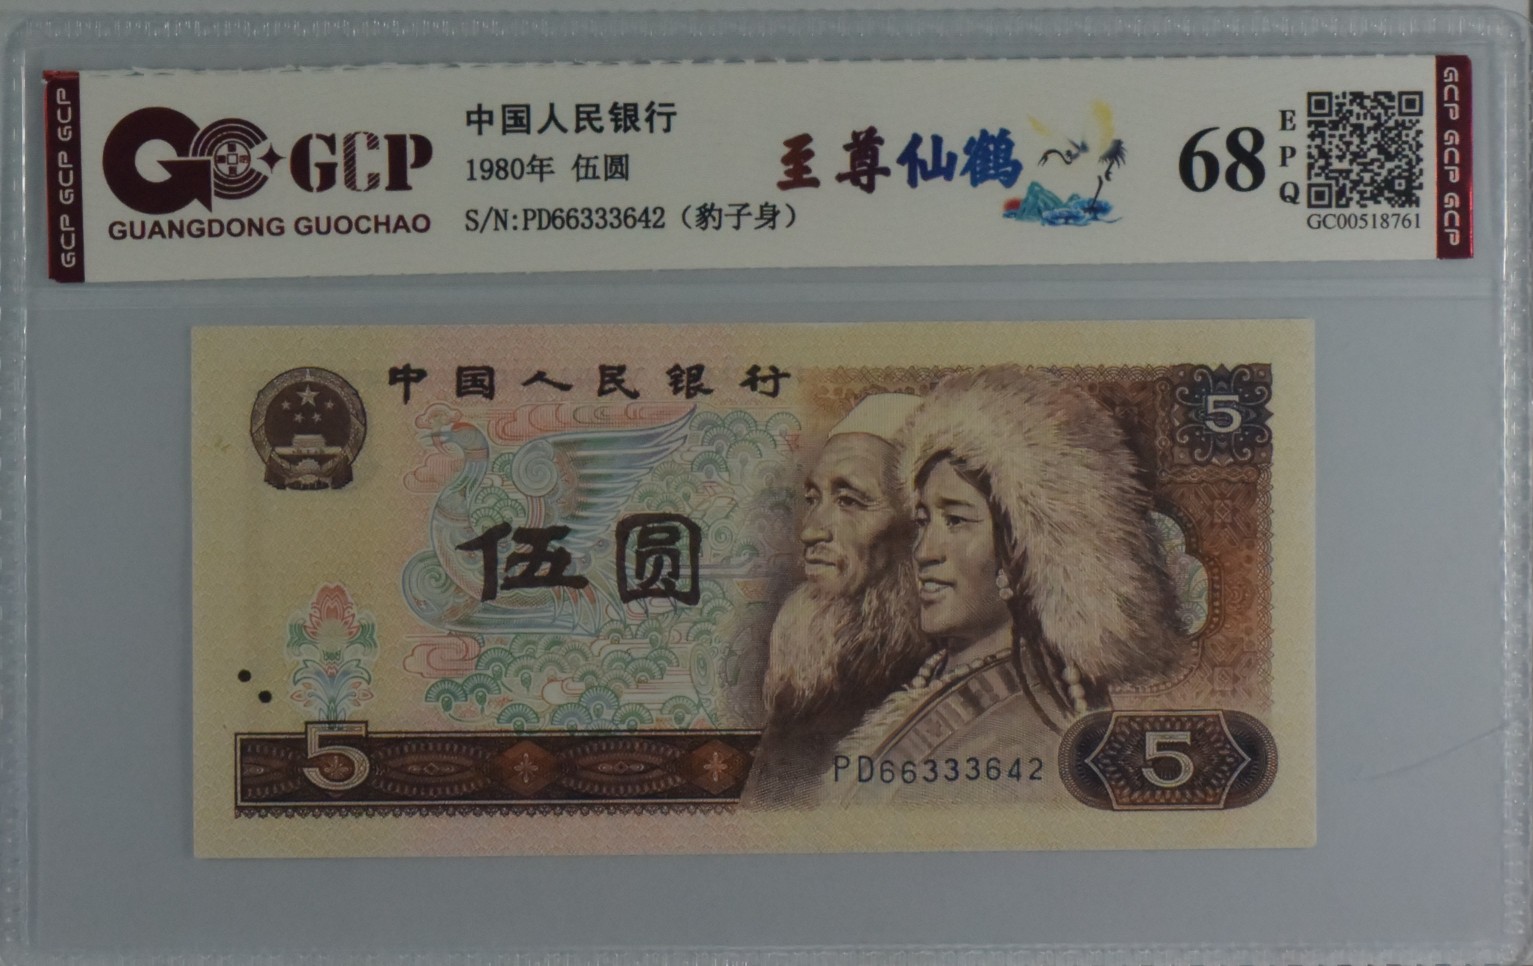 GCP GCP GCP
GCP
GUANGDONG GUOCHAO
中国人民银行
1980年 伍圆
S/N:PD66333642（豹子身）
至尊仙鹤
68
EPQ
GC00518761
GCP GCP GCP
中国人民银行
5
伍圆
5
PD66333642
5